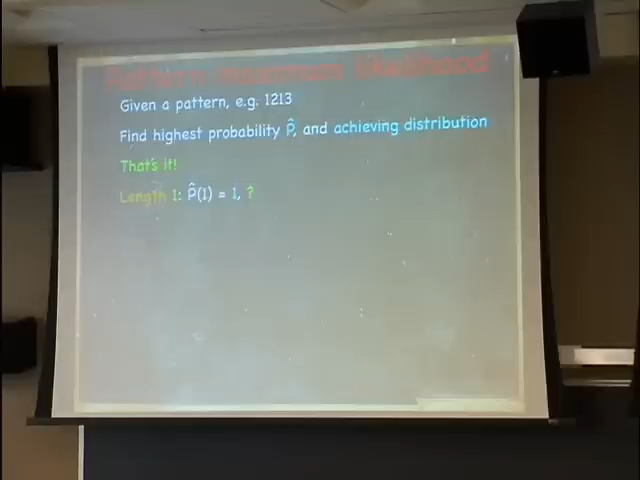 Pattern maximum likelihood
Given a pattern, e.g. 1213
Find highest probability P̂, and achieving distribution
That's it!
Length 1: P̂(1) = 1, ?